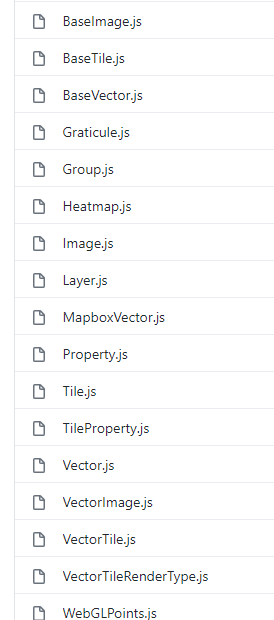 BaseImage.js
BaseTile.js
BaseVector.js
Graticule.js
Group.js
Heatmap.js
Image.js
Layer.js
MapboxVector.js
Property.js
Tile.js
TileProperty.js
Vector.js
VectorImage.js
VectorTile.js
VectorTileRenderType.js
WebGLPoints.js